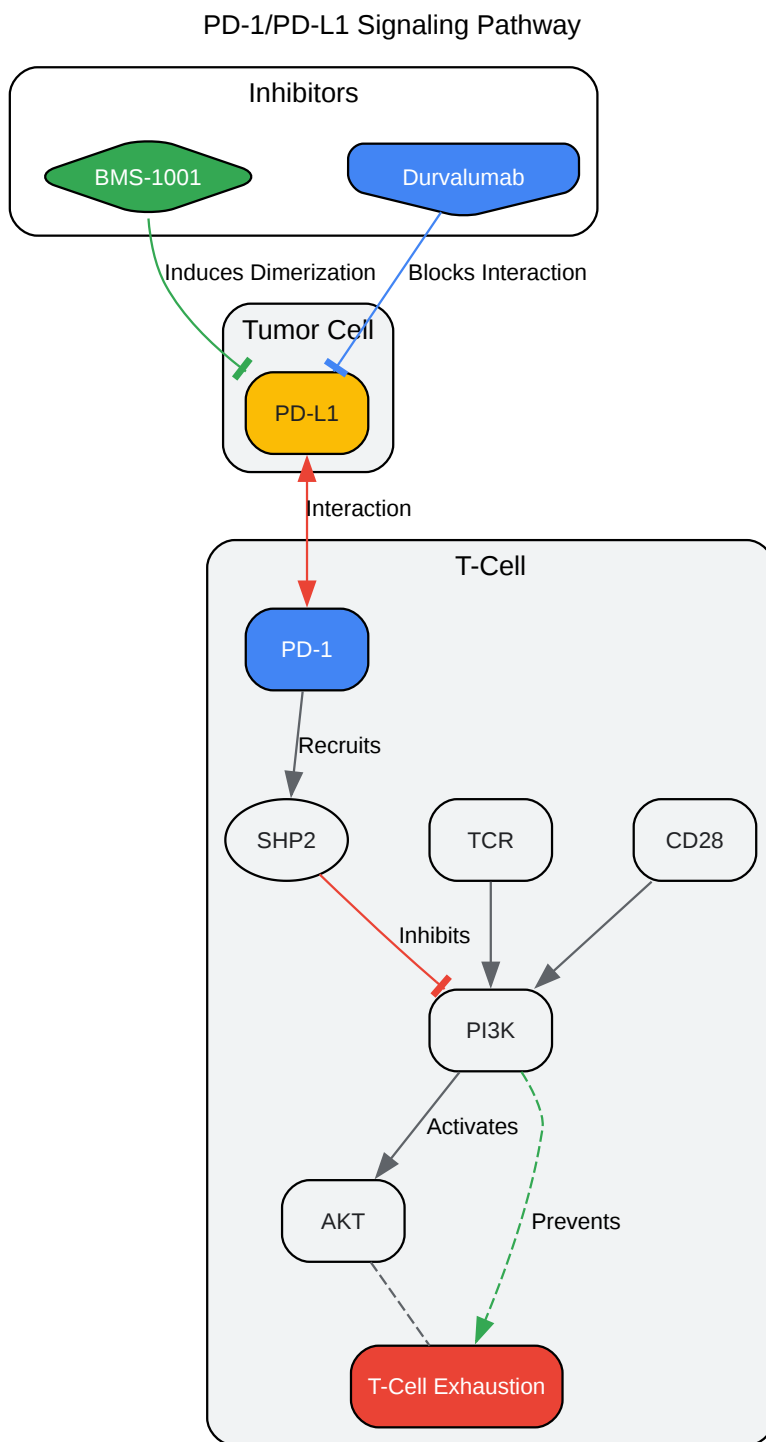 PD-1/PD-L1 Signaling Pathway
Inhibitors
BMS-1001
Durvalumab
Induces Dimerization
Blocks Interaction
Tumor Cell
PD-L1
Interaction
T-Cell
PD-1
Recruits
SHP2
TCR
CD28
Inhibits
PI3K
Activates
AKT
Prevents
T-Cell Exhaustion